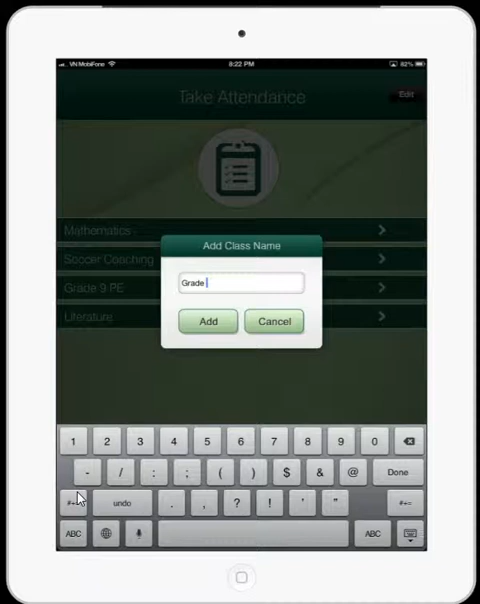 VN MobiFone 8:22 PM 82%
Take Attendance Edit
Mathematics
Add Class Name
Soccer Coaching
Grade
Grade 9 PE
Literature
Add Cancel
1 2 3 4 5 6 7 8 9 0
- / : ; ( ) $ & @ Done
#+= undo . , ? ! ' " #+=
ABC ABC